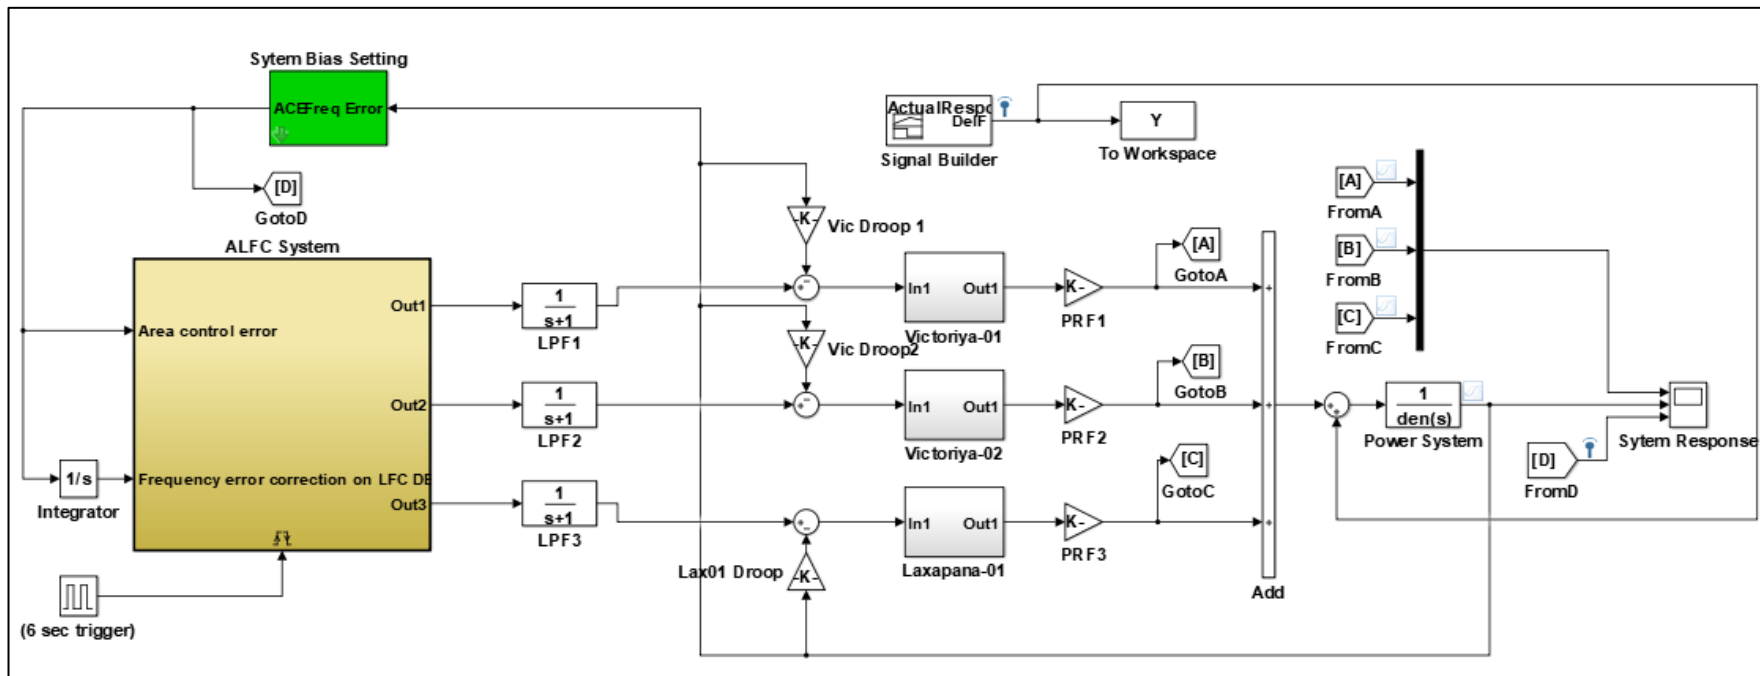 Sytem Bias Setting
ACE
Freq Error
[D]
GotoD
ALFC System
Area control error
Frequency error correction on LFC DE
Out1
Out2
Out3
1/s
Integrator
(6 sec trigger)
1
s+1
LPF1
1
s+1
LPF2
1
s+1
LPF3
-K-
Vic Droop 1
-K-
Vic Droop2
-K-
Lax01 Droop
In1 Out1
Victoriya-01
In1 Out1
Victoriya-02
In1 Out1
Laxapana-01
K-
PRF1
K-
PRF2
K-
PRF3
[A]
GotoA
[B]
GotoB
[C]
GotoC
Add
ActualRespo
DelF
Signal Builder
Y
To Workspace
[A]
FromA
[B]
FromB
[C]
FromC
1
den(s)
Power System
[D]
FromD
Sytem Response